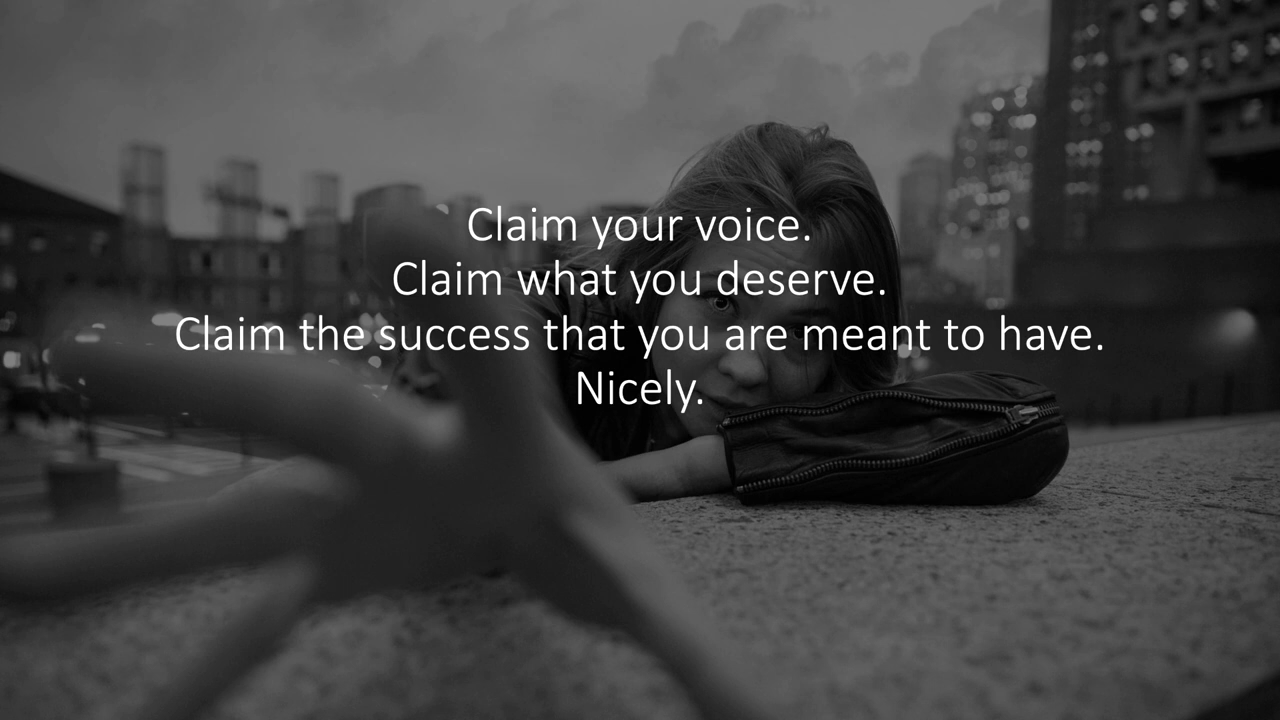 Claim your voice.
Claim what you deserve.
Claim the success that you are meant to have.
Nicely.